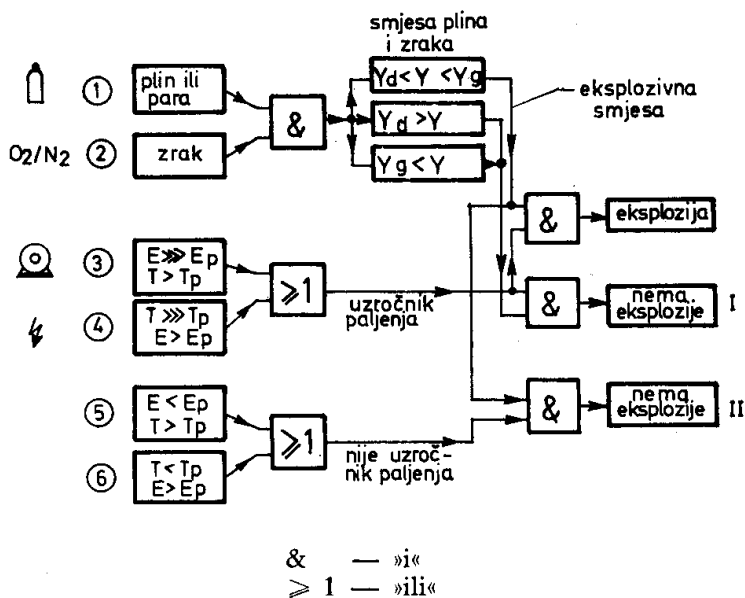 smjesa plina
i zraka
① plin ili
para
&
Yd < Y < Yg
Yd > Y
Yg < Y
eksplozivna
smjesa
O2/N2 ② zrak
& eksplozija
③ E ⋙ Ep
T > Tp
≥1
uzročnik
paljenja
④ T ⋙ Tp
E > Ep
& nema.
eksplozije I
⑤ E < Ep
T > Tp
≥1
nije uzroč-
nik paljenja
⑥ T < Tp
E > Ep
& nema
eksplozije II
& — »i«
≥ 1 — »ili«